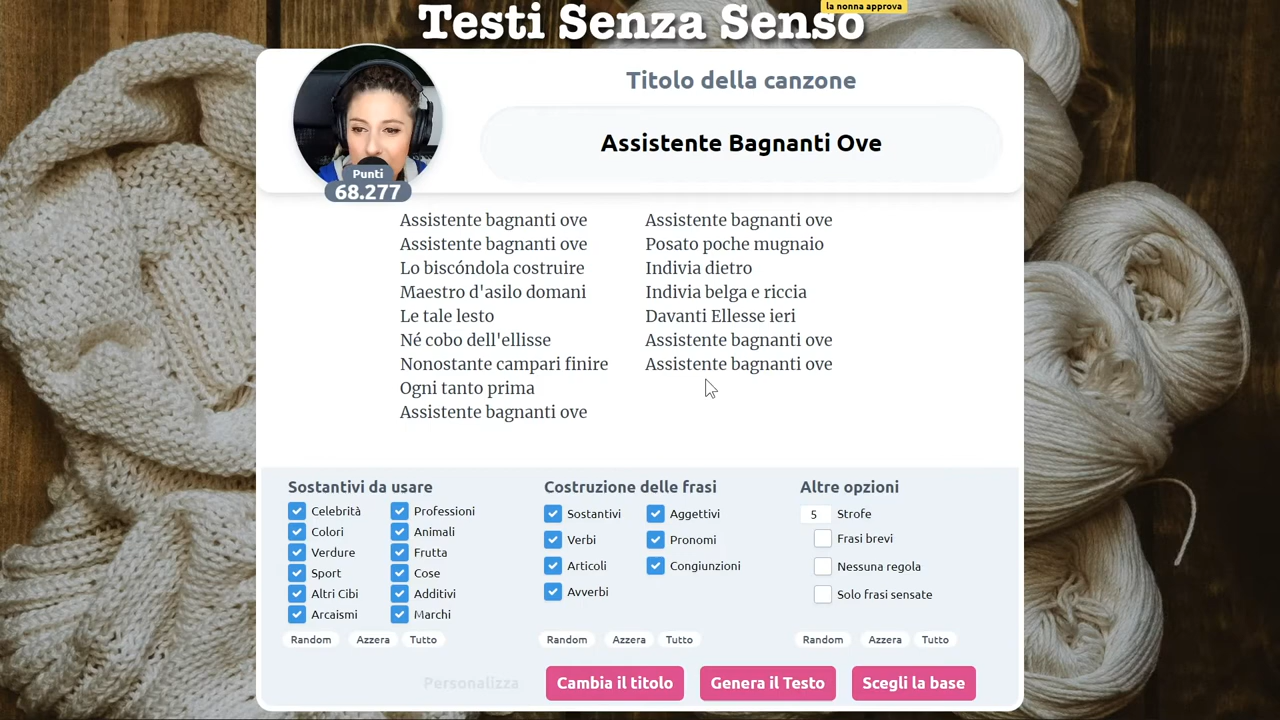 la nonna approva
Testi Senza Senso
Titolo della canzone
Assistente Bagnanti Ove
Punti
68.277
Assistente bagnanti ove
Assistente bagnanti ove
Lo biscóndola costruire
Maestro d'asilo domani
Le tale lesto
Né cobo dell'ellisse
Nonostante campari finire
Ogni tanto prima
Assistente bagnanti ove
Assistente bagnanti ove
Posato poche mugnaio
Indivia dietro
Indivia belga e riccia
Davanti Ellesse ieri
Assistente bagnanti ove
Assistente bagnanti ove
Sostantivi da usare
Celebrità
Professioni
Colori
Animali
Verdure
Frutta
Sport
Cose
Altri Cibi
Additivi
Arcaismi
Marchi
Random Azzera Tutto
Costruzione delle frasi
Sostantivi
Aggettivi
Verbi
Pronomi
Articoli
Congiunzioni
Avverbi
Random Azzera Tutto
Altre opzioni
5 Strofe
Frasi brevi
Nessuna regola
Solo frasi sensate
Random Azzera Tutto
Personalizza
Cambia il titolo
Genera il Testo
Scegli la base